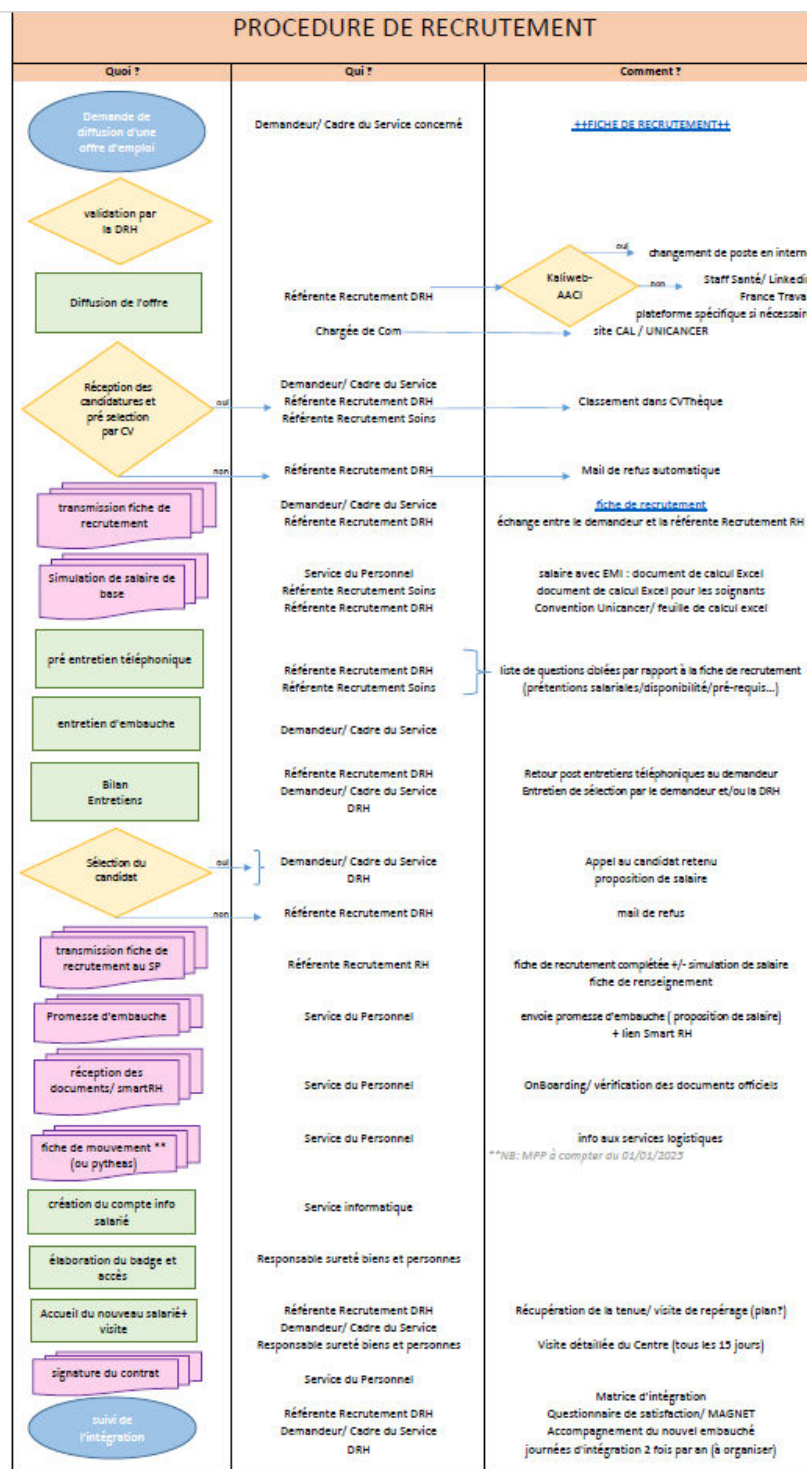 PROCEDURE DE RECRUTEMENT
Quoi ?
Qui ?
Comment ?
Demande de
diffusion d'une
offre d'emploi
Demandeur/ Cadre du Service concerné
++FICHE DE RECRUTEMENT++
validation par
la DRH
oui
changement de poste en intern
Kaliweb-
AACI
non
Staff Santé/ Linkedi
France Trava
plateforme spécifique si nécessair
Diffusion de l'offre
Référente Recrutement DRH
Chargée de Com
site CAL / UNICANCER
Réception des
candidatures et
pré selection
par CV
oui
Demandeur/ Cadre du Service
Référente Recrutement DRH
Référente Recrutement Soins
Classement dans CVThèque
non
Référente Recrutement DRH
Mail de refus automatique
transmission fiche de
recrutement
Demandeur/ Cadre du Service
Référente Recrutement DRH
fiche de recrutement
échange entre le demandeur et la référente Recrutement RH
Simulation de salaire de
base
Service du Personnel
Référente Recrutement Soins
Référente Recrutement DRH
salaire avec EMI : document de calcul Excel
document de calcul Excel pour les soignants
Convention Unicancer/ feuille de calcul excel
pré entretien téléphonique
Référente Recrutement DRH
Référente Recrutement Soins
liste de questions ciblées par rapport à la fiche de recrutement
(prétentions salariales/disponibilité/pré-requis...)
entretien d'embauche
Demandeur/ Cadre du Service
Bilan
Entretiens
Référente Recrutement DRH
Demandeur/ Cadre du Service
DRH
Retour post entretiens téléphoniques au demandeur
Entretien de sélection par le demandeur et/ou la DRH
Sélection du
candidat
oui
Demandeur/ Cadre du Service
DRH
Appel au candidat retenu
proposition de salaire
non
Référente Recrutement DRH
mail de refus
transmission fiche de
recrutement au SP
Référente Recrutement RH
fiche de recrutement complétée +/- simulation de salaire
fiche de renseignement
Promesse d'embauche
Service du Personnel
envoie promesse d'embauche ( proposition de salaire)
+ lien Smart RH
réception des
documents/ smartRH
Service du Personnel
OnBoarding/ vérification des documents officiels
fiche de mouvement **
(ou pytheas)
Service du Personnel
info aux services logistiques
**NB: MPP à compter du 01/01/2025
création du compte info
salarié
Service informatique
élaboration du badge et
accès
Responsable sureté biens et personnes
Accueil du nouveau salarié+
visite
Référente Recrutement DRH
Demandeur/ Cadre du Service
Responsable sureté biens et personnes
Récupération de la tenue/ visite de repérage (plan?)
Visite détaillée du Centre (tous les 15 jours)
signature du contrat
Service du Personnel
suivi de
l'intégration
Référente Recrutement DRH
Demandeur/ Cadre du Service
DRH
Matrice d'intégration
Questionnaire de satisfaction/ MAGNET
Accompagnement du nouvel embauché
journées d'intégration 2 fois par an (à organiser)